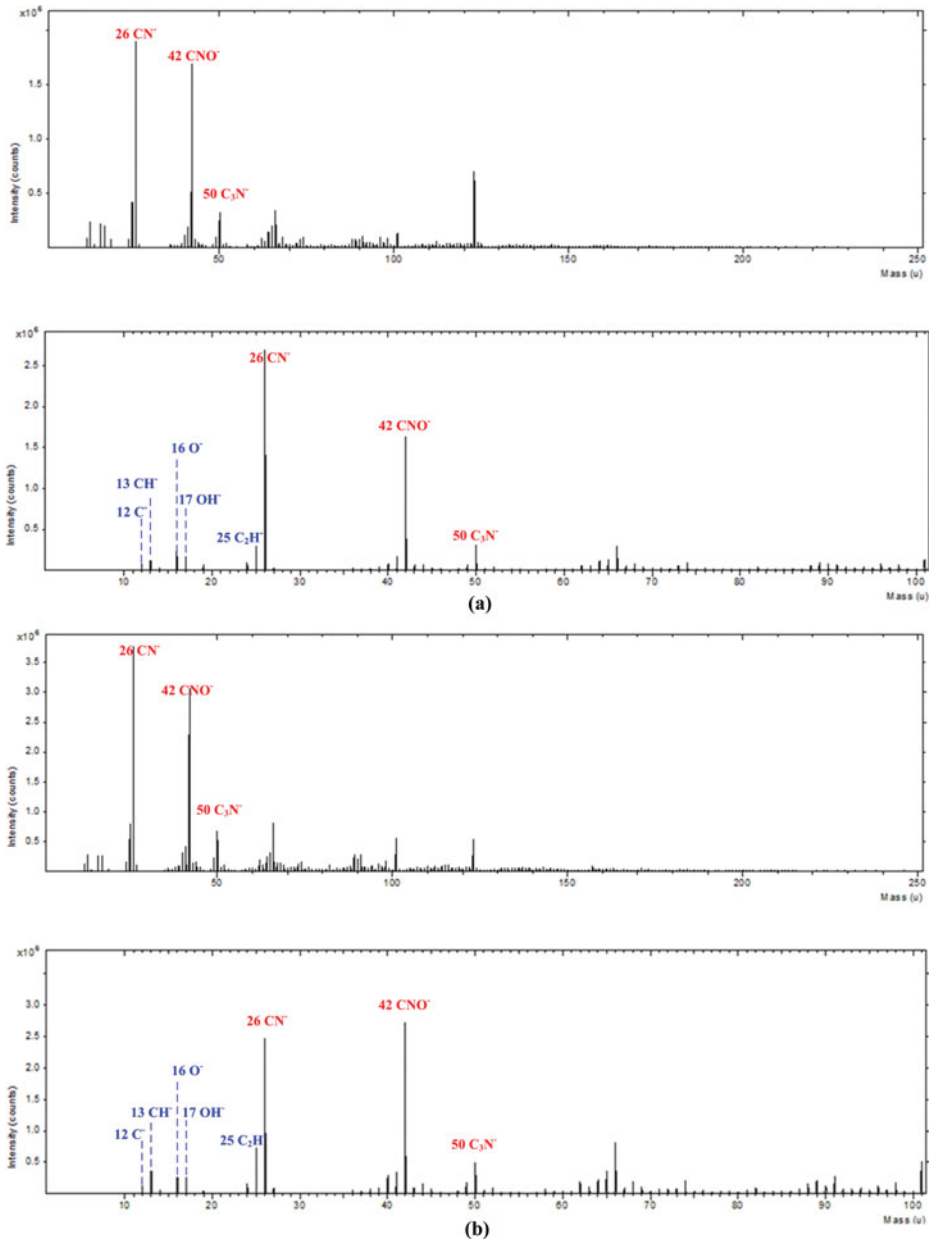 x10⁶
26 CN⁻
42 CNO⁻
1.5
Intensity (counts)
1.0
50 C₃N⁻
0.5
50 100 150 200 250
Mass (u)
x10⁶
26 CN⁻
2.5
42 CNO⁻
16 O⁻
1.5
13 CH⁻
17 OH⁻
Intensity (counts)
1.0
12 C⁻
25 C₂H⁻
50 C₃N⁻
0.5
10 20 30 40 50 60 70 80 90 100
Mass (u)
(a)
x10⁶
26 CN⁻
3.5
42 CNO⁻
3.0
2.5
Intensity (counts)
2.0
1.5
50 C₃N⁻
1.0
0.5
50 100 150 200 250
Mass (u)
x10⁶
42 CNO⁻
3.0
26 CN⁻
2.5
16 O⁻
2.0
Intensity (counts)
13 CH⁻
17 OH⁻
1.5
12 C⁻
25 C₂H⁻
50 C₃N⁻
1.0
0.5
10 20 30 40 50 60 70 80 90 100
Mass (u)
(b)